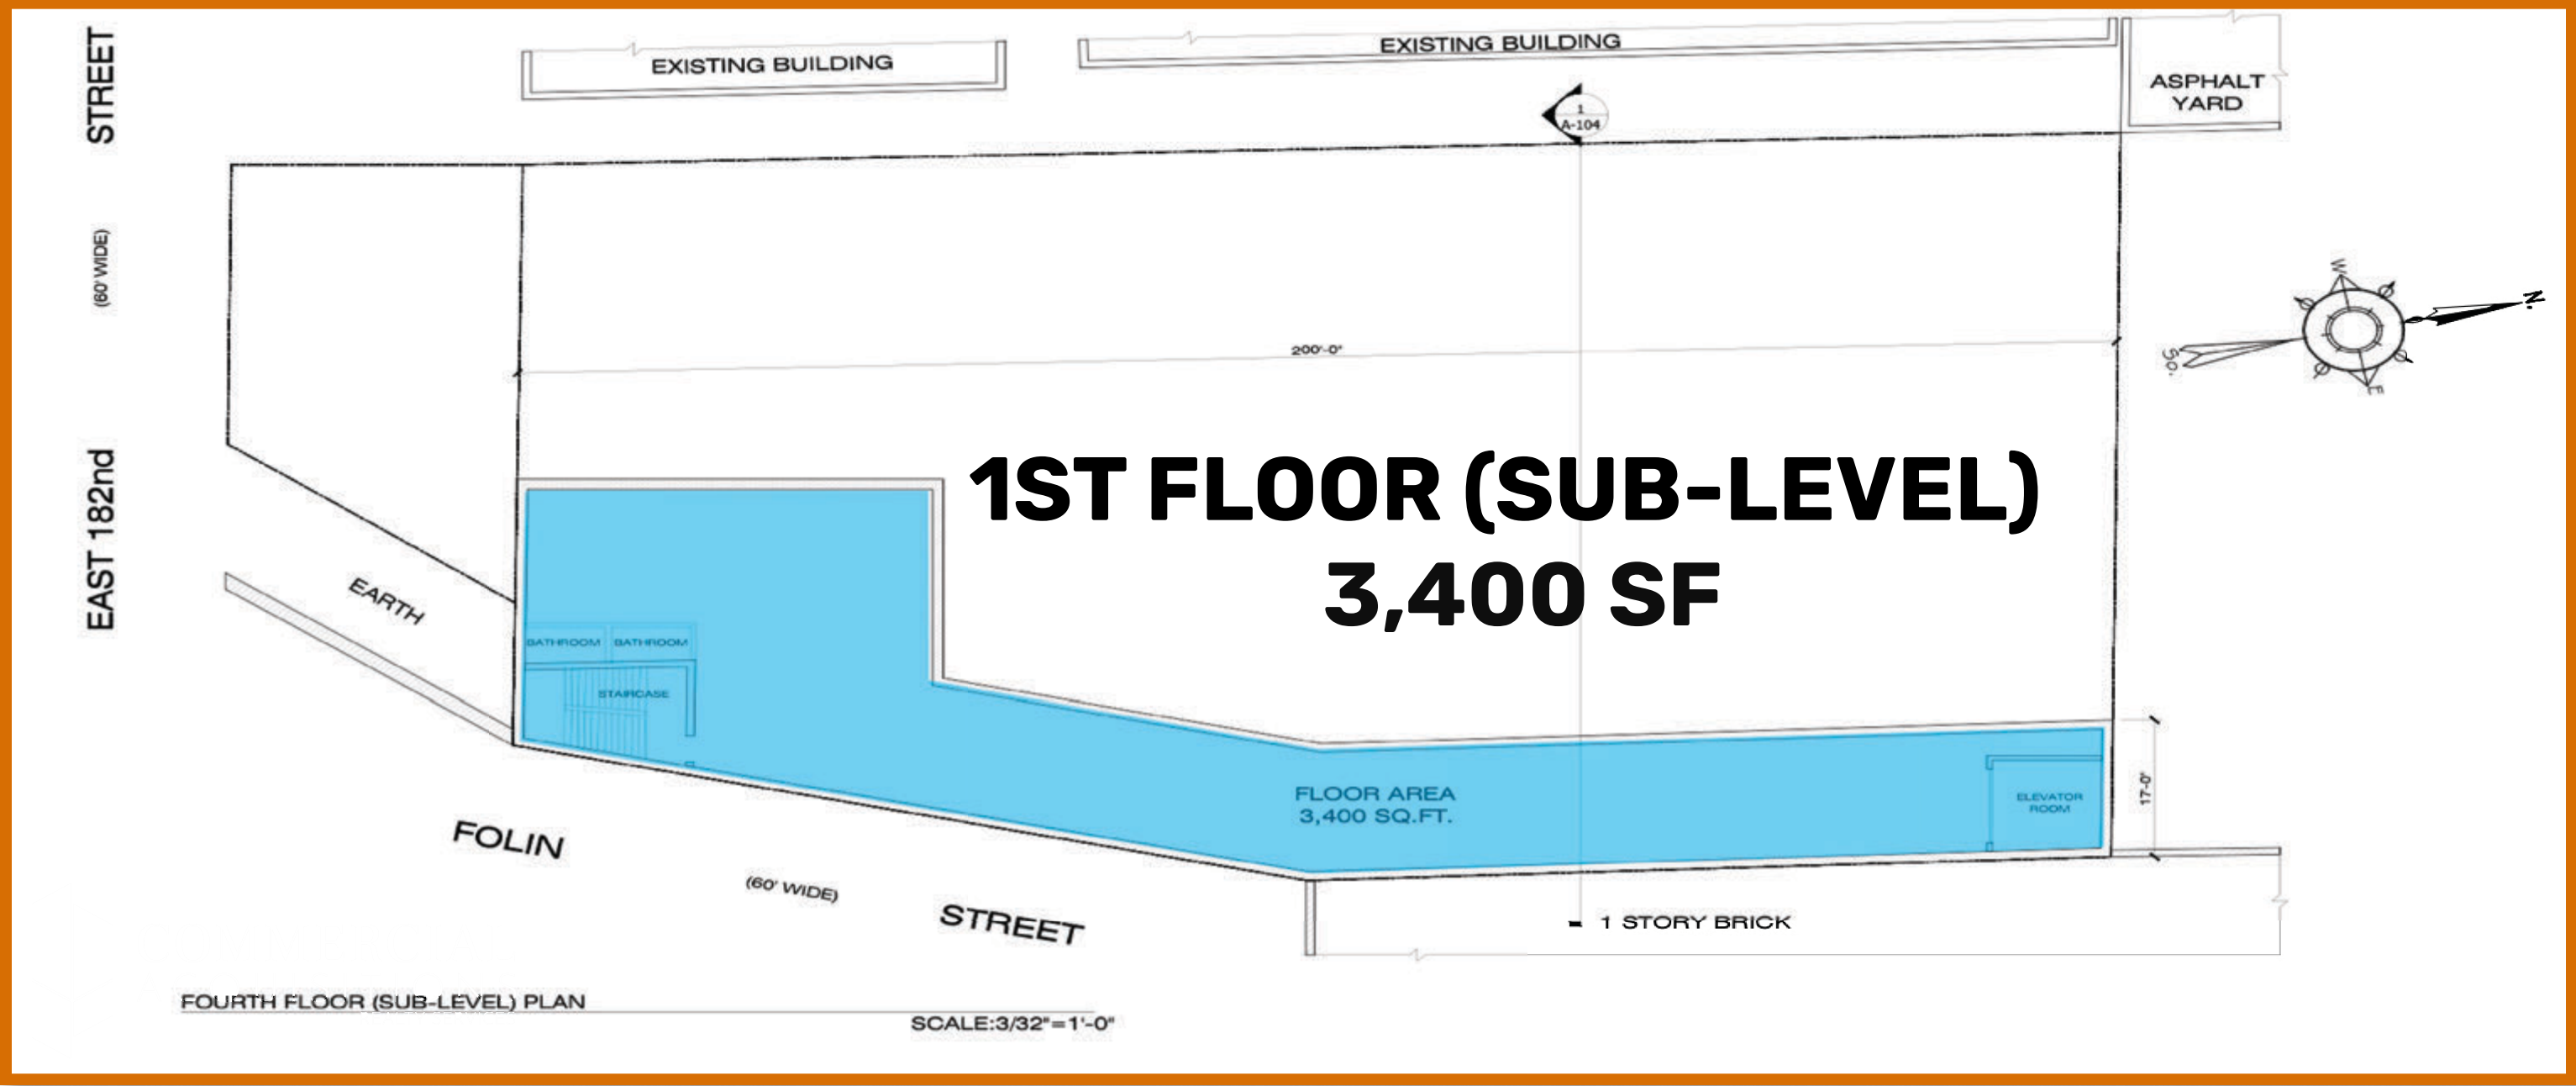 STREET
(60' WIDE)
EAST 182nd
EXISTING BUILDING
EXISTING BUILDING
ASPHALT
YARD
1
A-104
W
N.
So.
E
200'-0"
1ST FLOOR (SUB-LEVEL)
3,400 SF
EARTH
BATHROOM
BATHROOM
STAIRCASE
FLOOR AREA
3,400 SQ.FT.
ELEVATOR
ROOM
17'-0"
FOLIN
(60' WIDE)
STREET
1 STORY BRICK
FOURTH FLOOR (SUB-LEVEL) PLAN
SCALE:3/32"=1'-0"